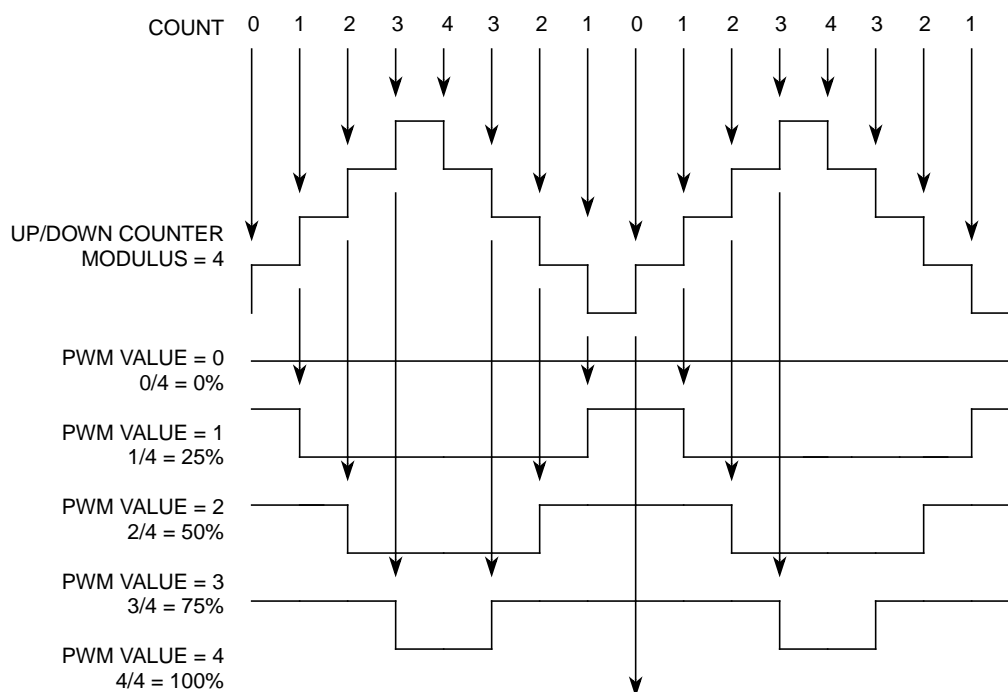 COUNT 0 1 2 3 4 3 2 1 0 1 2 3 4 3 2 1
UP/DOWN COUNTER
MODULUS = 4
PWM VALUE = 0
0/4 = 0%
PWM VALUE = 1
1/4 = 25%
PWM VALUE = 2
2/4 = 50%
PWM VALUE = 3
3/4 = 75%
PWM VALUE = 4
4/4 = 100%